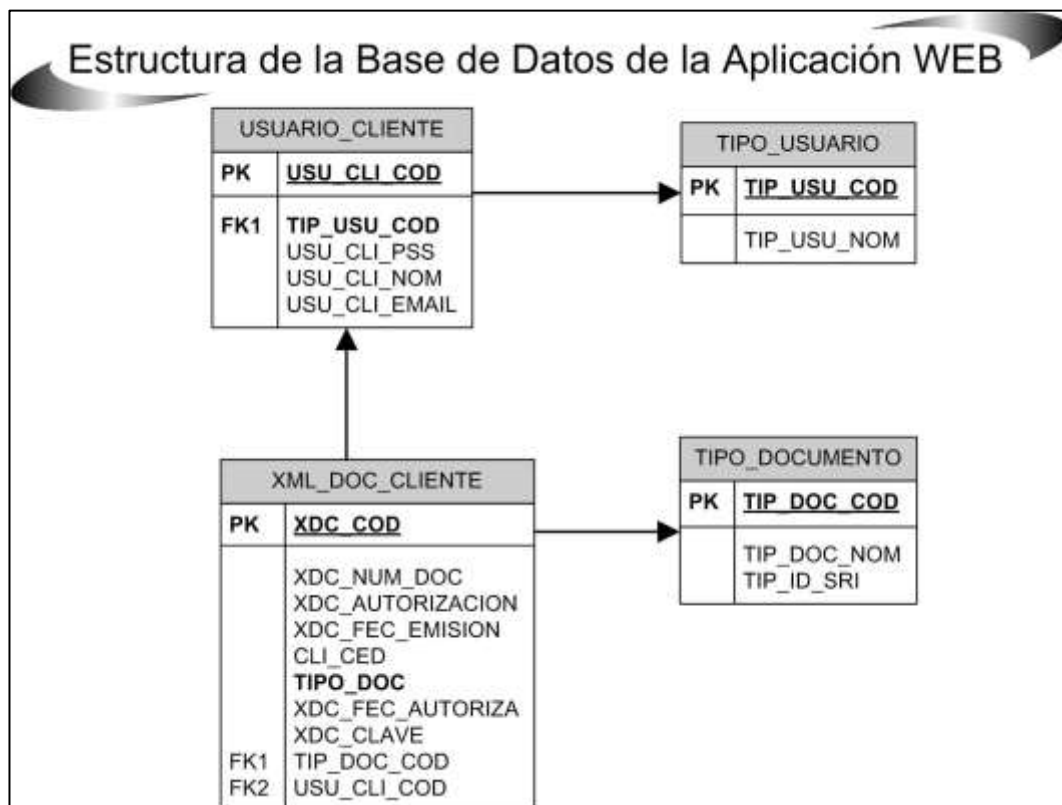 Estructura de la Base de Datos de la Aplicación WEB
USUARIO_CLIENTE
PK USU_CLI_COD
FK1 TIP_USU_COD
USU_CLI_PSS
USU_CLI_NOM
USU_CLI_EMAIL
TIPO_USUARIO
PK TIP_USU_COD
TIP_USU_NOM
XML_DOC_CLIENTE
PK XDC_COD
XDC_NUM_DOC
XDC_AUTORIZACION
XDC_FEC_EMISION
CLI_CED
TIPO_DOC
XDC_FEC_AUTORIZA
XDC_CLAVE
FK1 TIP_DOC_COD
FK2 USU_CLI_COD
TIPO_DOCUMENTO
PK TIP_DOC_COD
TIP_DOC_NOM
TIP_ID_SRI